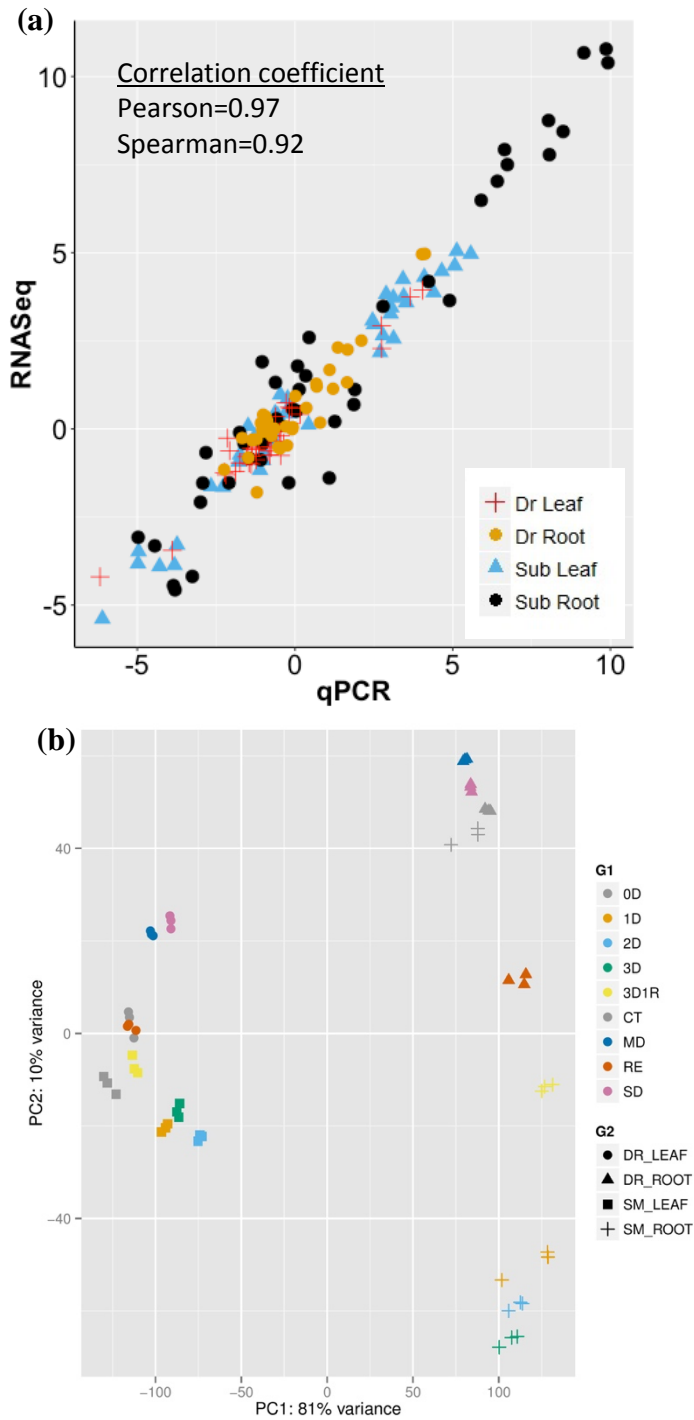 (a)
Correlation coefficient
Pearson=0.97
Spearman=0.92
10
5
0
-5
RNASeq
Dr Leaf
Dr Root
Sub Leaf
Sub Root
-5 0 5 10
qPCR
(b)
40
0
−40
PC2: 10% variance
−100 −50 0 50 100
PC1: 81% variance
G1
0D
1D
2D
3D
3D1R
CT
MD
RE
SD
G2
DR_LEAF
DR_ROOT
SM_LEAF
SM_ROOT